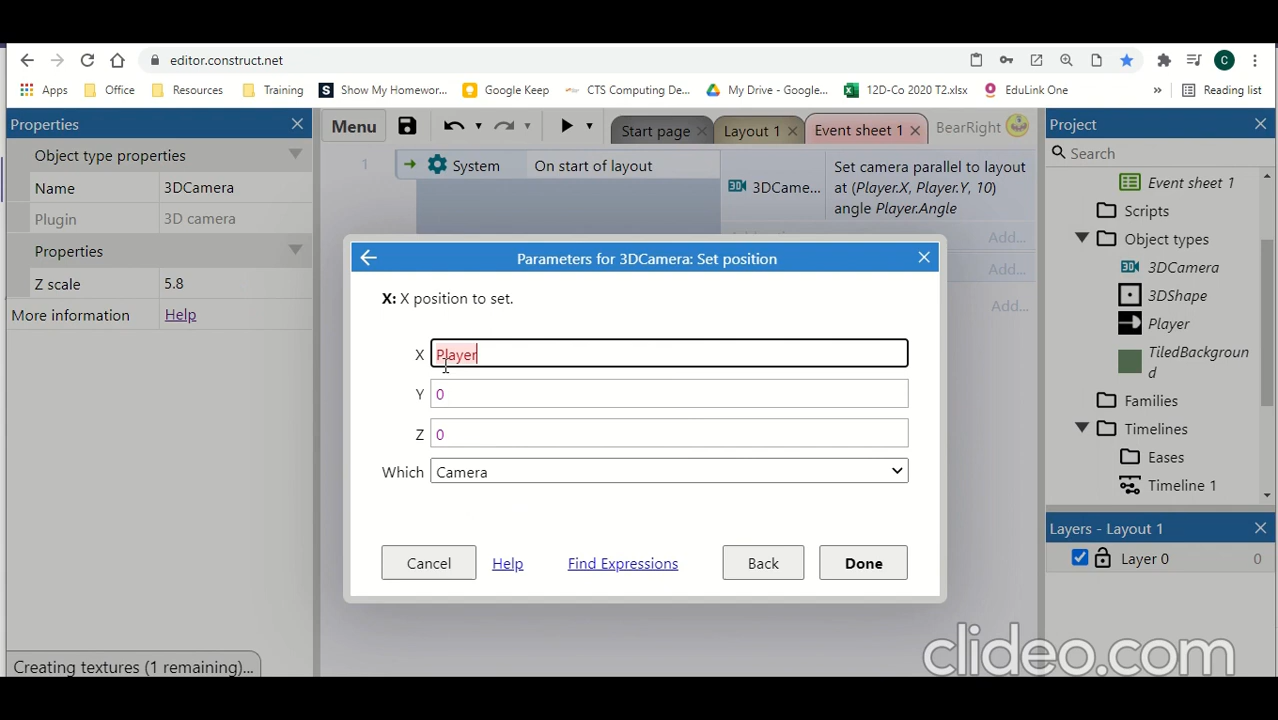 editor.construct.net
C
Apps
Office
Resources
Training
S
Show My Homewor...
Google Keep
CTS Computing De...
My Drive - Google...
12D-Co 2020 T2.xlsx
EduLink One
»
Reading list
Properties
Object type properties
Name
3DCamera
Plugin
3D camera
Properties
Z scale
5.8
More information
Help
Creating textures (1 remaining)...
Menu
Start page
Layout 1
Event sheet 1
BearRight
1
System
On start of layout
3D
3DCame...
Set camera parallel to layout
at (Player.X, Player.Y, 10)
angle Player.Angle
Add...
Add...
Add...
Parameters for 3DCamera: Set position
X: X position to set.
X
Player
Y
0
Z
0
Which
Camera
Cancel
Help
Find Expressions
Back
Done
Project
Search
Event sheet 1
Scripts
Object types
3D
3DCamera
3DShape
Player
TiledBackgroun
d
Families
Timelines
Eases
Timeline 1
Layers - Layout 1
Layer 0
0
clideo.com